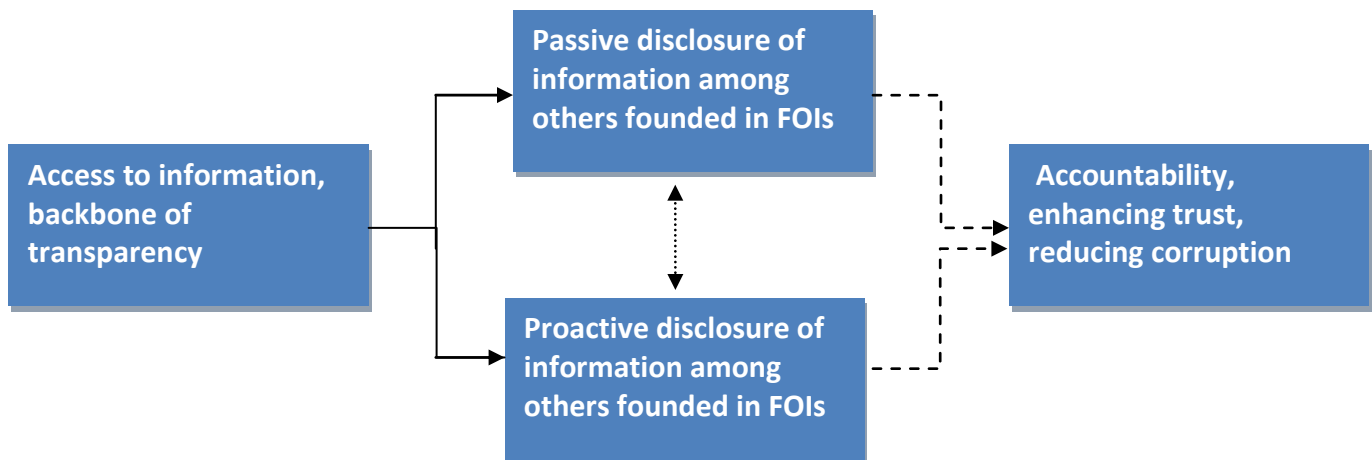 Passive disclosure of
information among
others founded in FOIs
Access to information,
backbone of
transparency
Accountability,
enhancing trust,
reducing corruption
Proactive disclosure of
information among
others founded in FOIs